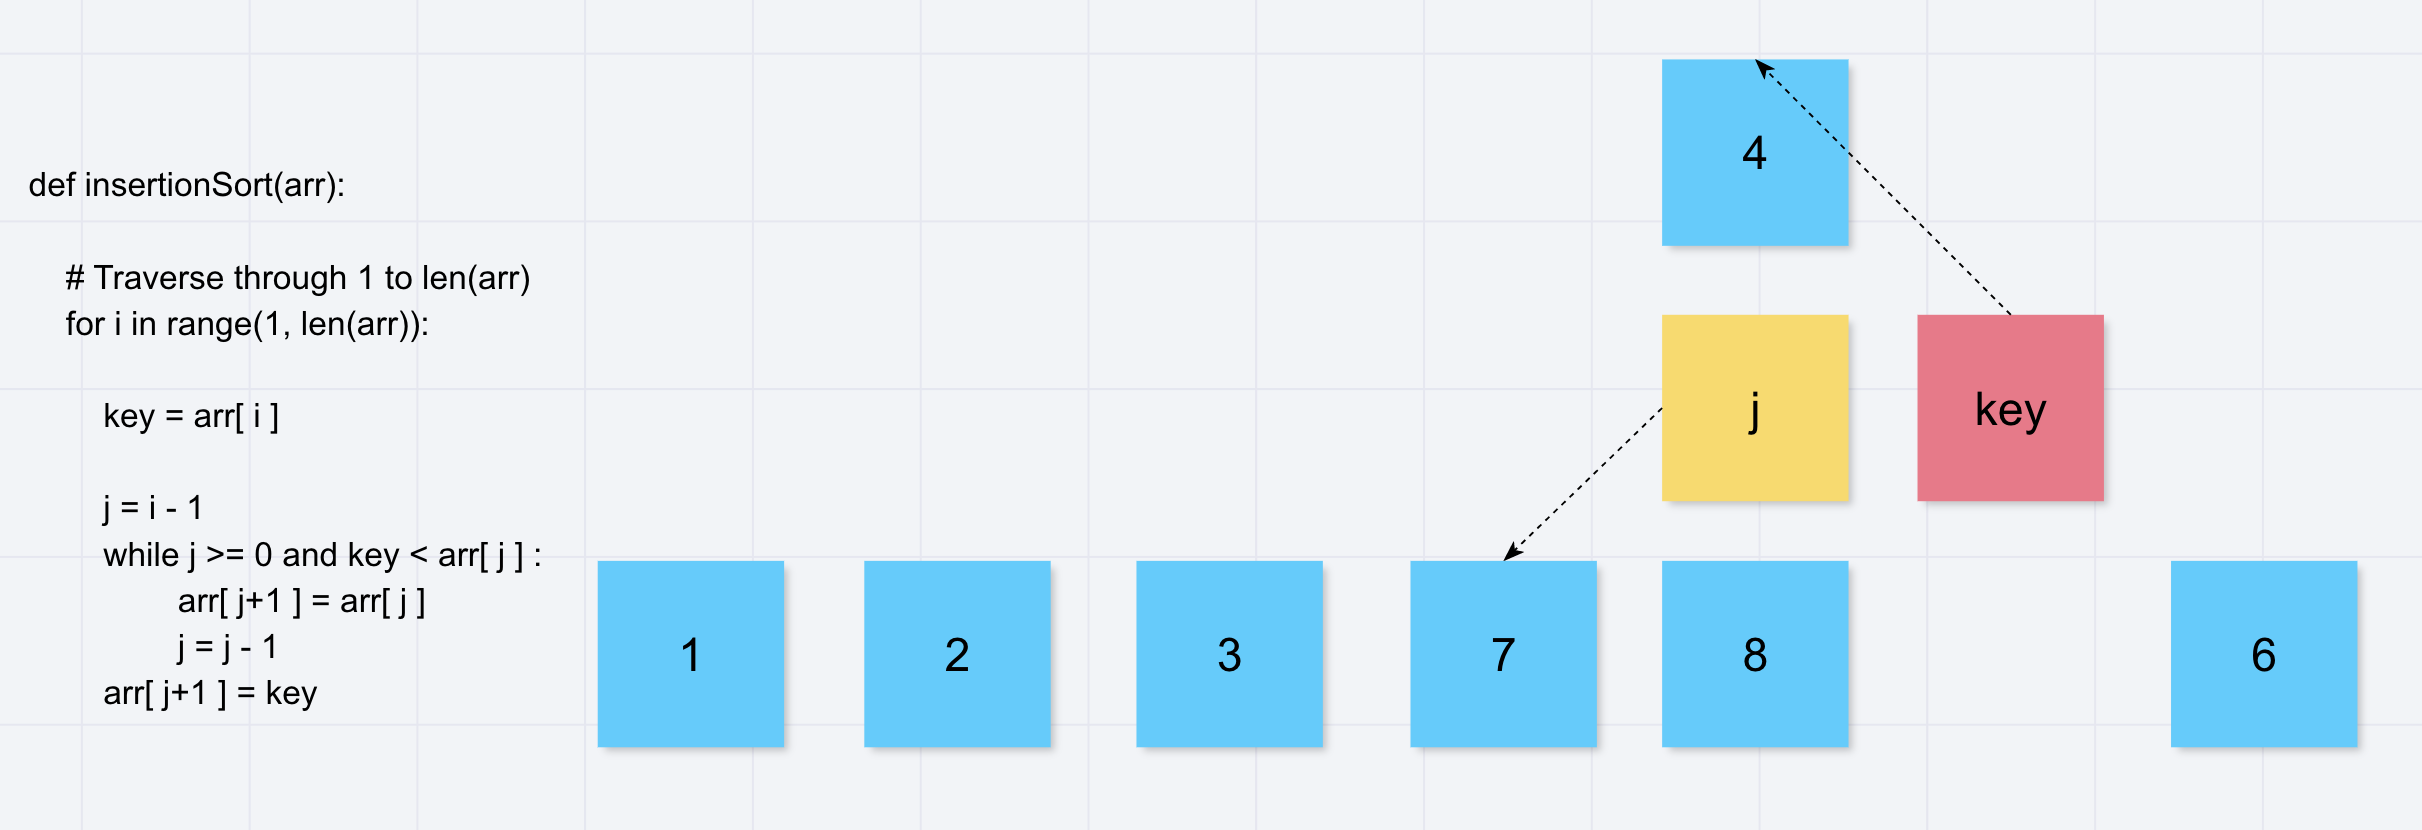 def insertionSort(arr):
# Traverse through 1 to len(arr)
for i in range(1, len(arr)):
key = arr[ i ]
j = i - 1
while j >= 0 and key < arr[ j ] :
arr[ j+1 ] = arr[ j ]
j = j - 1
arr[ j+1 ] = key
4
j
key
1
2
3
7
8
6